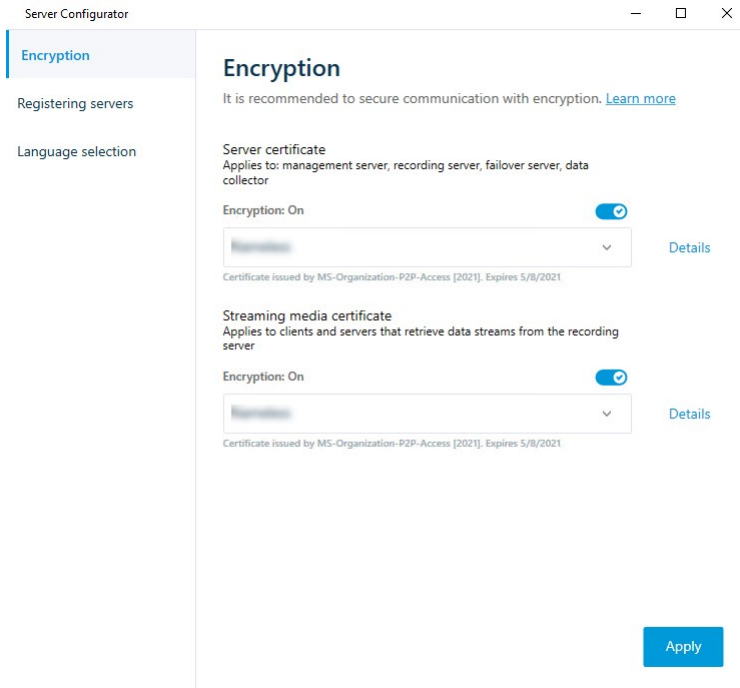 Server Configurator
Encryption
Registering servers
Language selection
Encryption
It is recommended to secure communication with encryption. Learn more
Server certificate
Applies to: management server, recording server, failover server, data
collector
Encryption: On
Details
Certificate issued by MS-Organization-P2P-Access [2021]. Expires 5/8/2021
Streaming media certificate
Applies to clients and servers that retrieve data streams from the recording
server
Encryption: On
Details
Certificate issued by MS-Organization-P2P-Access [2021]. Expires 5/8/2021
Apply